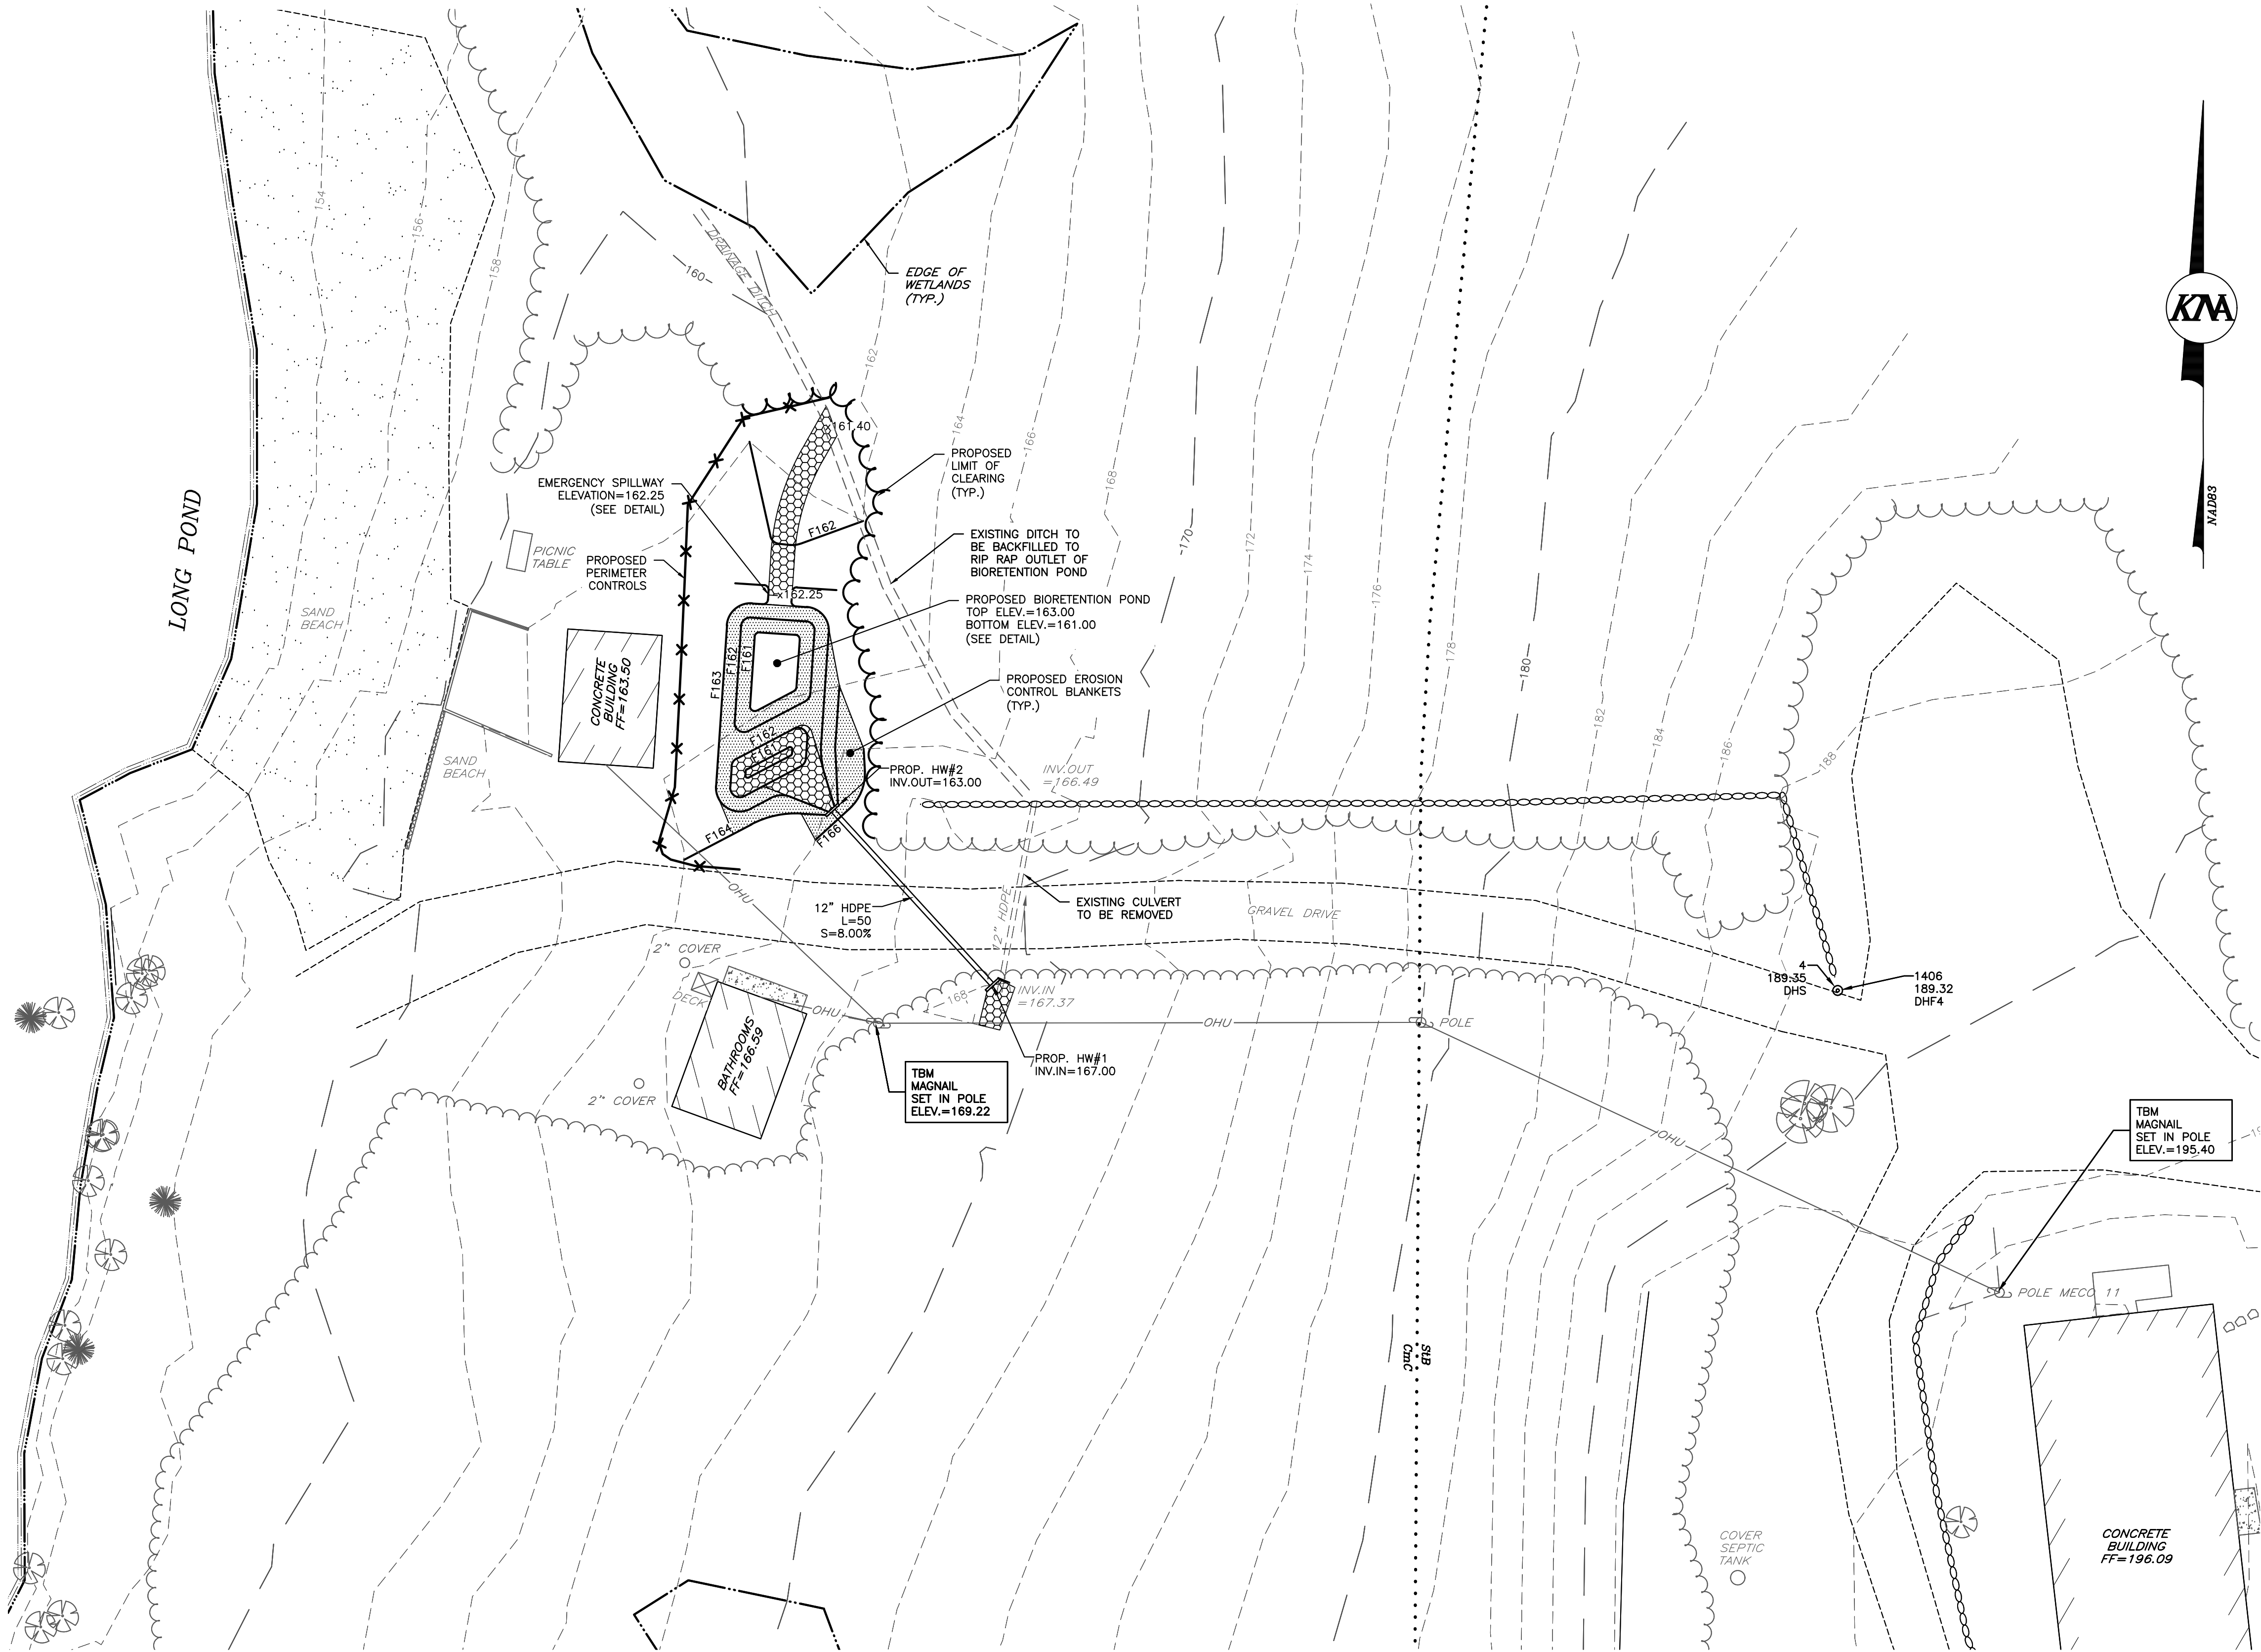 LONG POND
154
156
158
160
DRAINAGE DITCH
EDGE OF
WETLANDS
(TYP.)
162
164
166
168
170
172
174
176
178
180
182
184
186
188
KNA
NAD83
×161.40
EMERGENCY SPILLWAY
ELEVATION=162.25
(SEE DETAIL)
PROPOSED
LIMIT OF
CLEARING
(TYP.)
F162
EXISTING DITCH TO
BE BACKFILLED TO
RIP RAP OUTLET OF
BIORETENTION POND
PICNIC
TABLE
PROPOSED
PERIMETER
CONTROLS
×162.25
PROPOSED BIORETENTION POND
TOP ELEV.=163.00
BOTTOM ELEV.=161.00
(SEE DETAIL)
SAND
BEACH
CONCRETE
BUILDING
FF=163.50
F163
F162
F161
PROPOSED EROSION
CONTROL BLANKETS
(TYP.)
F162
F161
SAND
BEACH
PROP. HW#2
INV.OUT=163.00
INV.OUT
=166.49
F164
F166
OHU
12" HDPE
L=50
S=8.00%
12" HDPE
EXISTING CULVERT
TO BE REMOVED
GRAVEL DRIVE
2'' COVER
DECK
BATHROOMS
FF=166.59
OHU
168
INV.IN
=167.37
OHU
POLE
4
189.35
DHS
1406
189.32
DHF4
2'' COVER
TBM
MAGNAIL
SET IN POLE
ELEV.=169.22
PROP. HW#1
INV.IN=167.00
OHU
TBM
MAGNAIL
SET IN POLE
ELEV.=195.40
POLE MECO 11
StB
CmC
COVER
SEPTIC
TANK
CONCRETE
BUILDING
FF=196.09